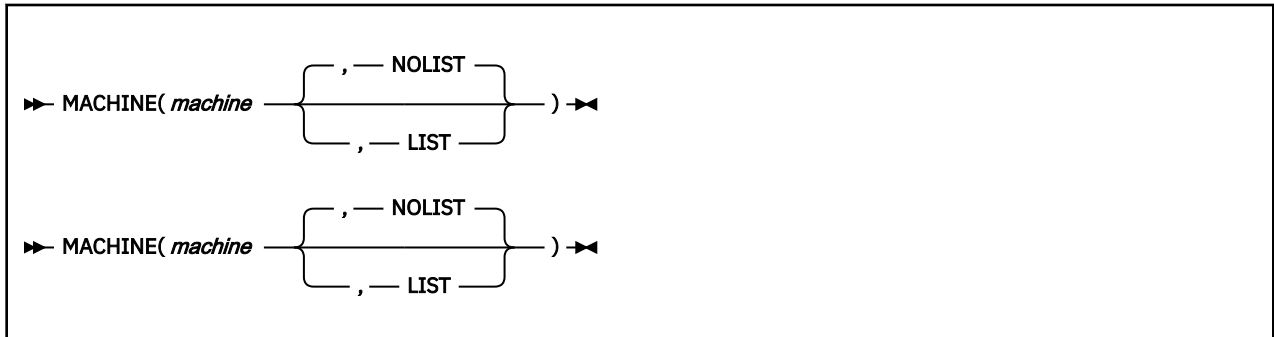 , NOLIST
MACHINE( machine )
, LIST
, NOLIST
MACHINE( machine )
, LIST